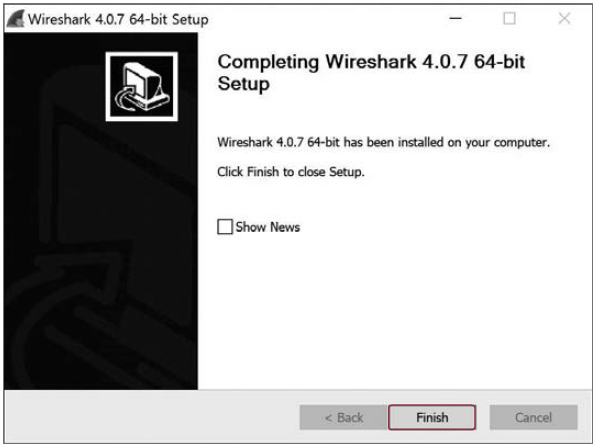 Wireshark 4.0.7 64-bit Setup
Completing Wireshark 4.0.7 64-bit
Setup
Wireshark 4.0.7 64-bit has been installed on your computer.
Click Finish to close Setup.
Show News
< Back Finish Cancel